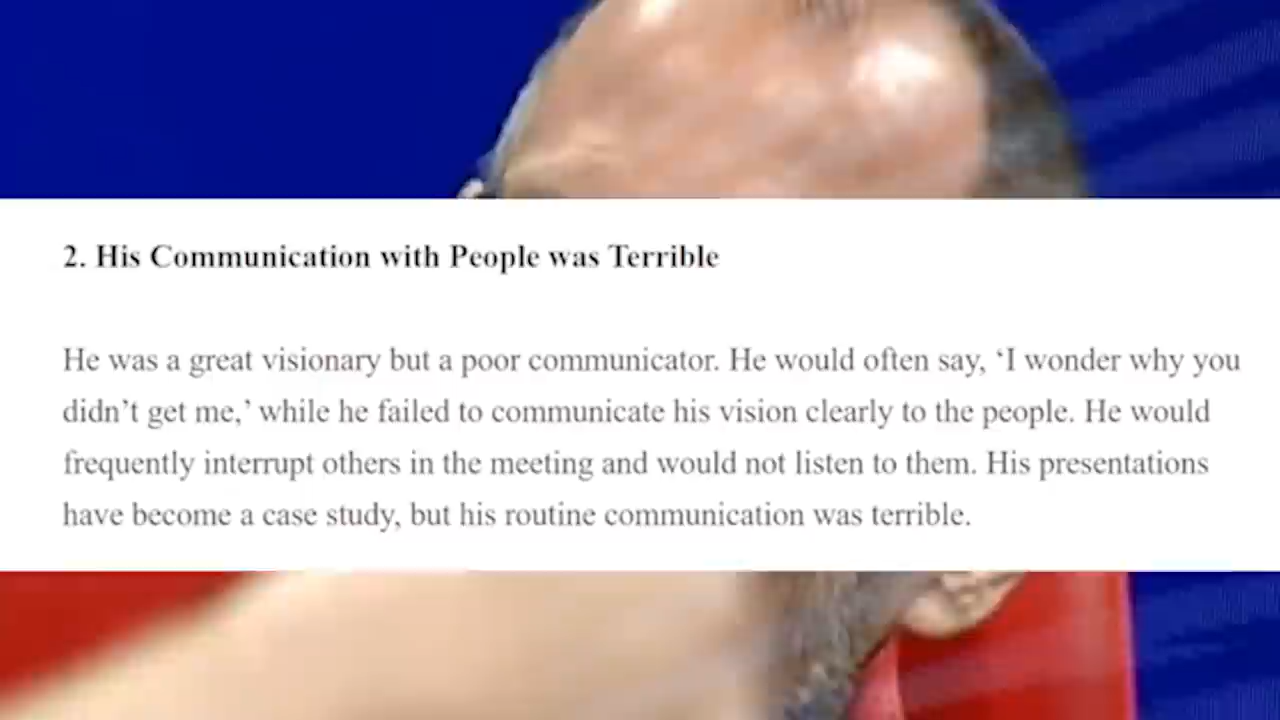 2. His Communication with People was Terrible
He was a great visionary but a poor communicator. He would often say, ‘I wonder why you
didn’t get me,’ while he failed to communicate his vision clearly to the people. He would
frequently interrupt others in the meeting and would not listen to them. His presentations
have become a case study, but his routine communication was terrible.